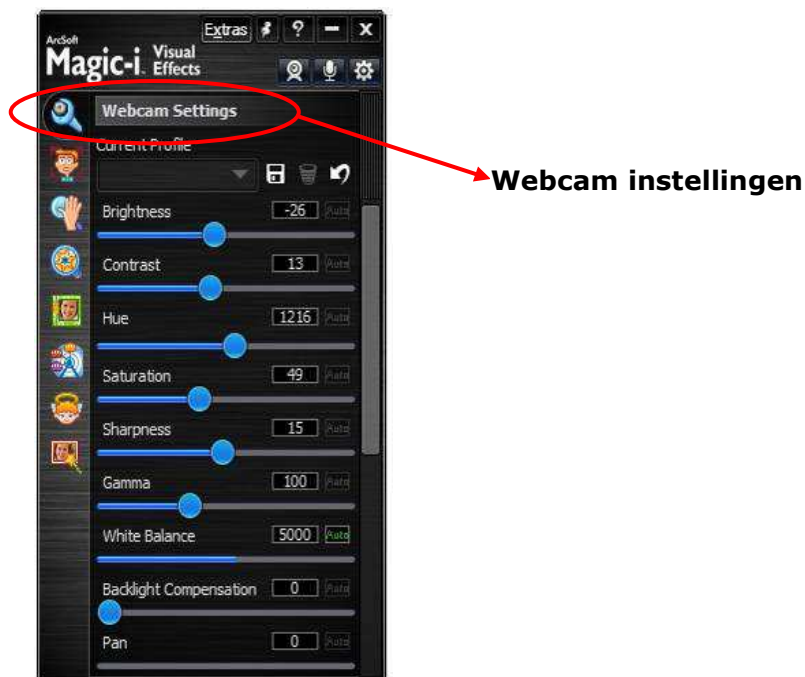 Extras ? 
ArcSoft
Magic-i Visual Effects
Webcam Settings
Webcam instellingen
Current Profile
Brightness -26 Auto
Contrast 13 Auto
Hue 1216 Auto
Saturation 49 Auto
Sharpness 15 Auto
Gamma 100 Auto
White Balance 5000 Auto
Backlight Compensation 0 Auto
Pan 0 Auto